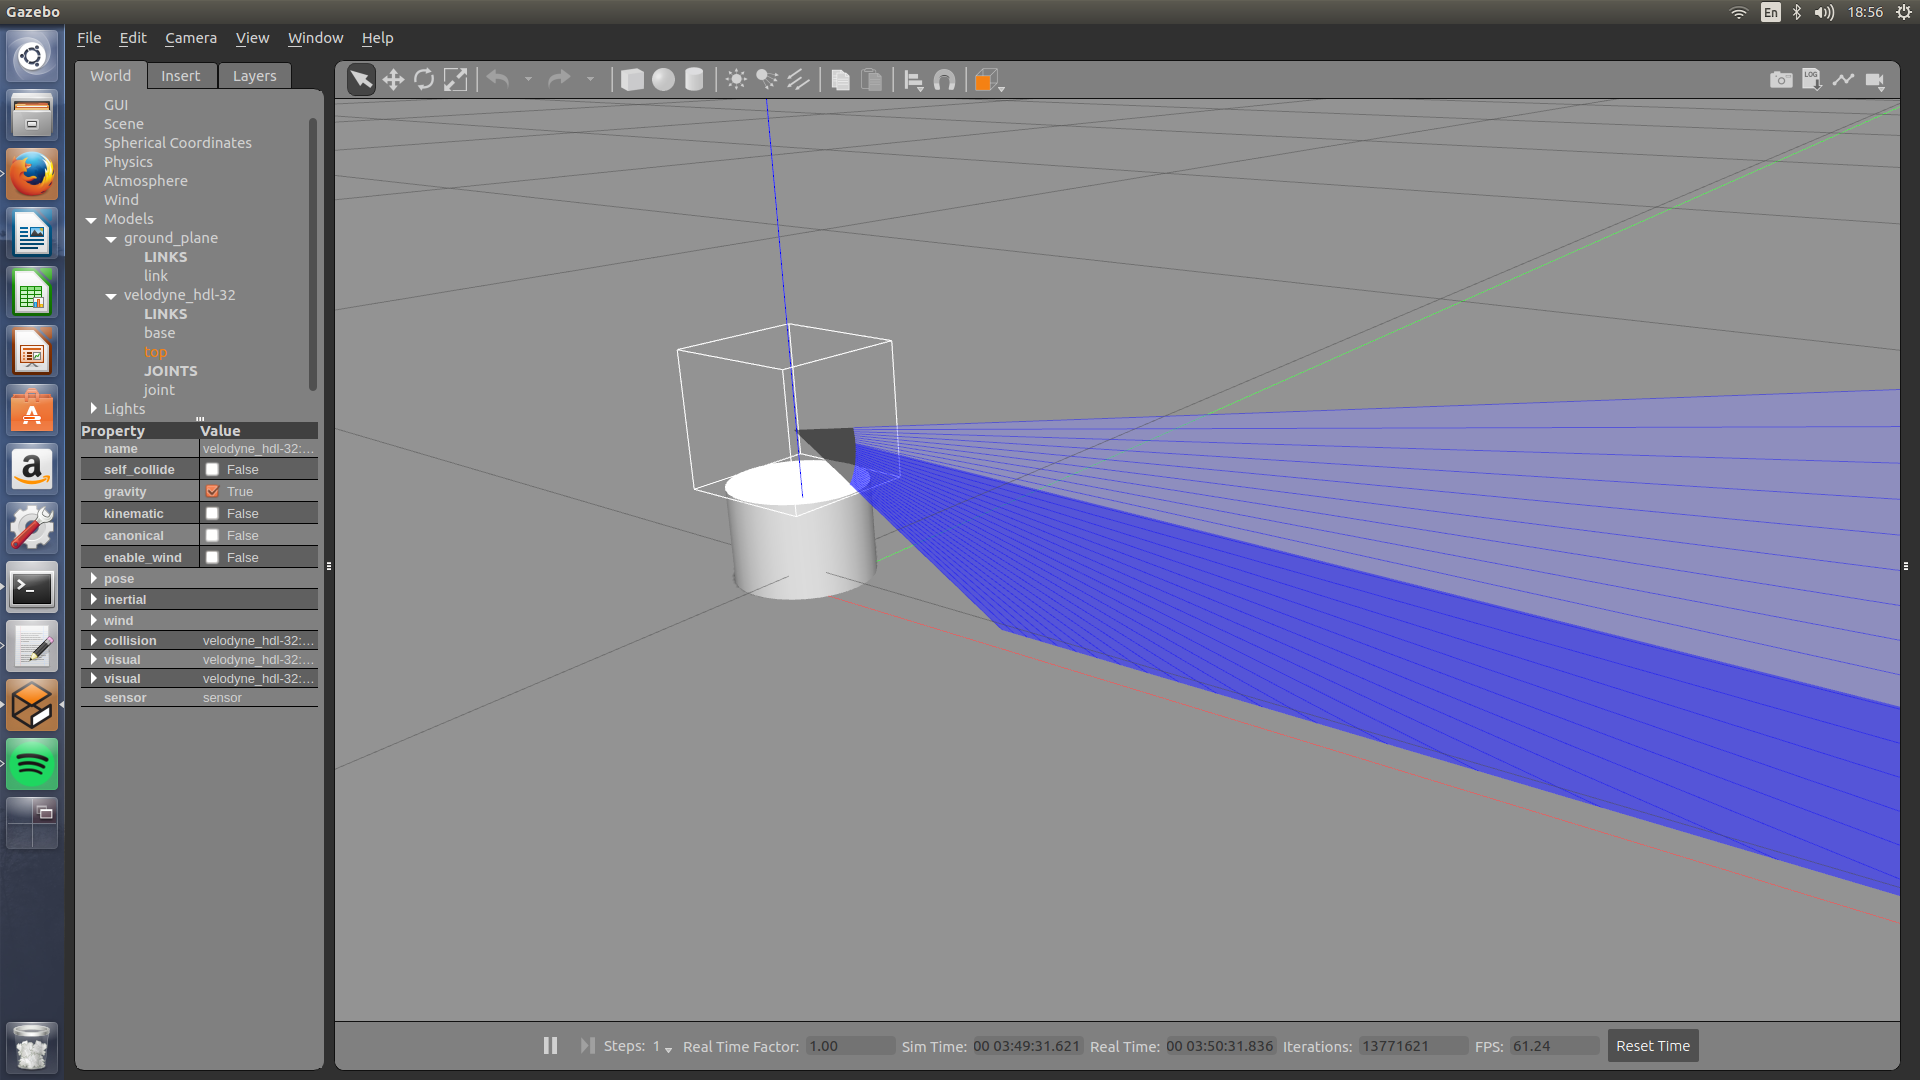 Gazebo
En
18:56
File Edit Camera View Window Help
World Insert Layers
GUI
Scene
Spherical Coordinates
Physics
Atmosphere
Wind
Models
ground_plane
LINKS
link
velodyne_hdl-32
LINKS
base
top
JOINTS
joint
Lights
Property Value
name velodyne_hdl-32:...
self_collide False
gravity True
kinematic False
canonical False
enable_wind False
pose
inertial
wind
collision velodyne_hdl-32:...
visual velodyne_hdl-32:...
visual velodyne_hdl-32:...
sensor sensor
LOG
Steps: 1 Real Time Factor: 1.00 Sim Time: 00 03:49:31.621 Real Time: 00 03:50:31.836 Iterations: 13771621 FPS: 61.24 Reset Time